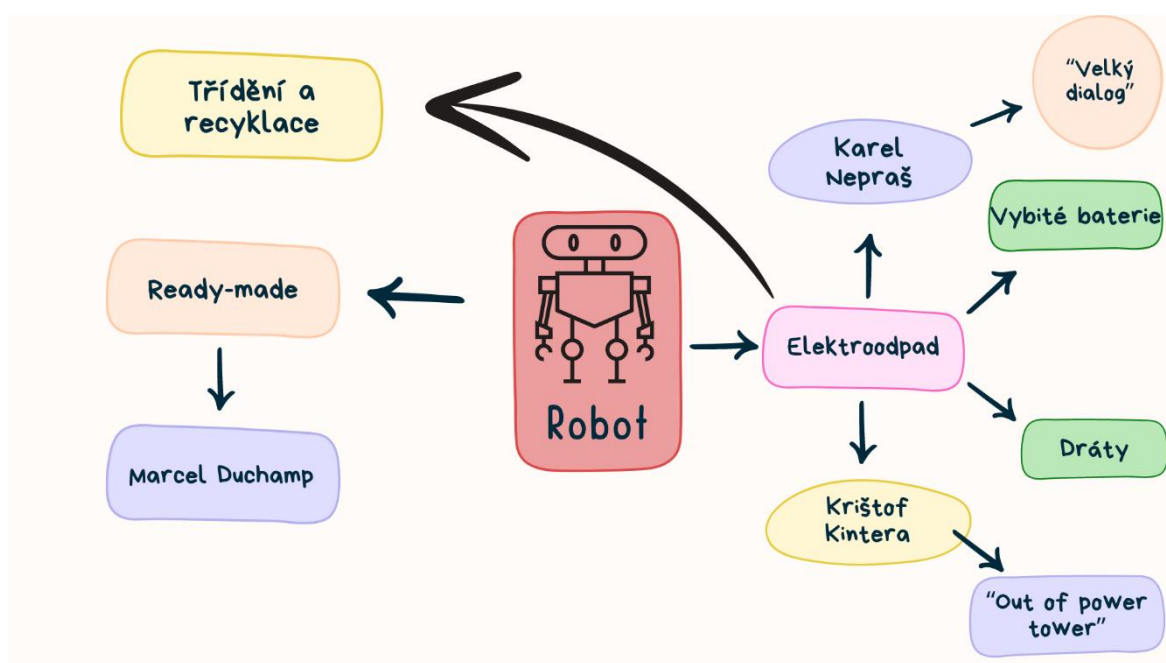 Třídění a
recyklace
Ready-made
Marcel Duchamp
Robot
Elektroodpad
Karel
Nepraš
“Velký
dialog”
Vybité baterie
Dráty
Krištof
Kintera
“Out of power
tower”